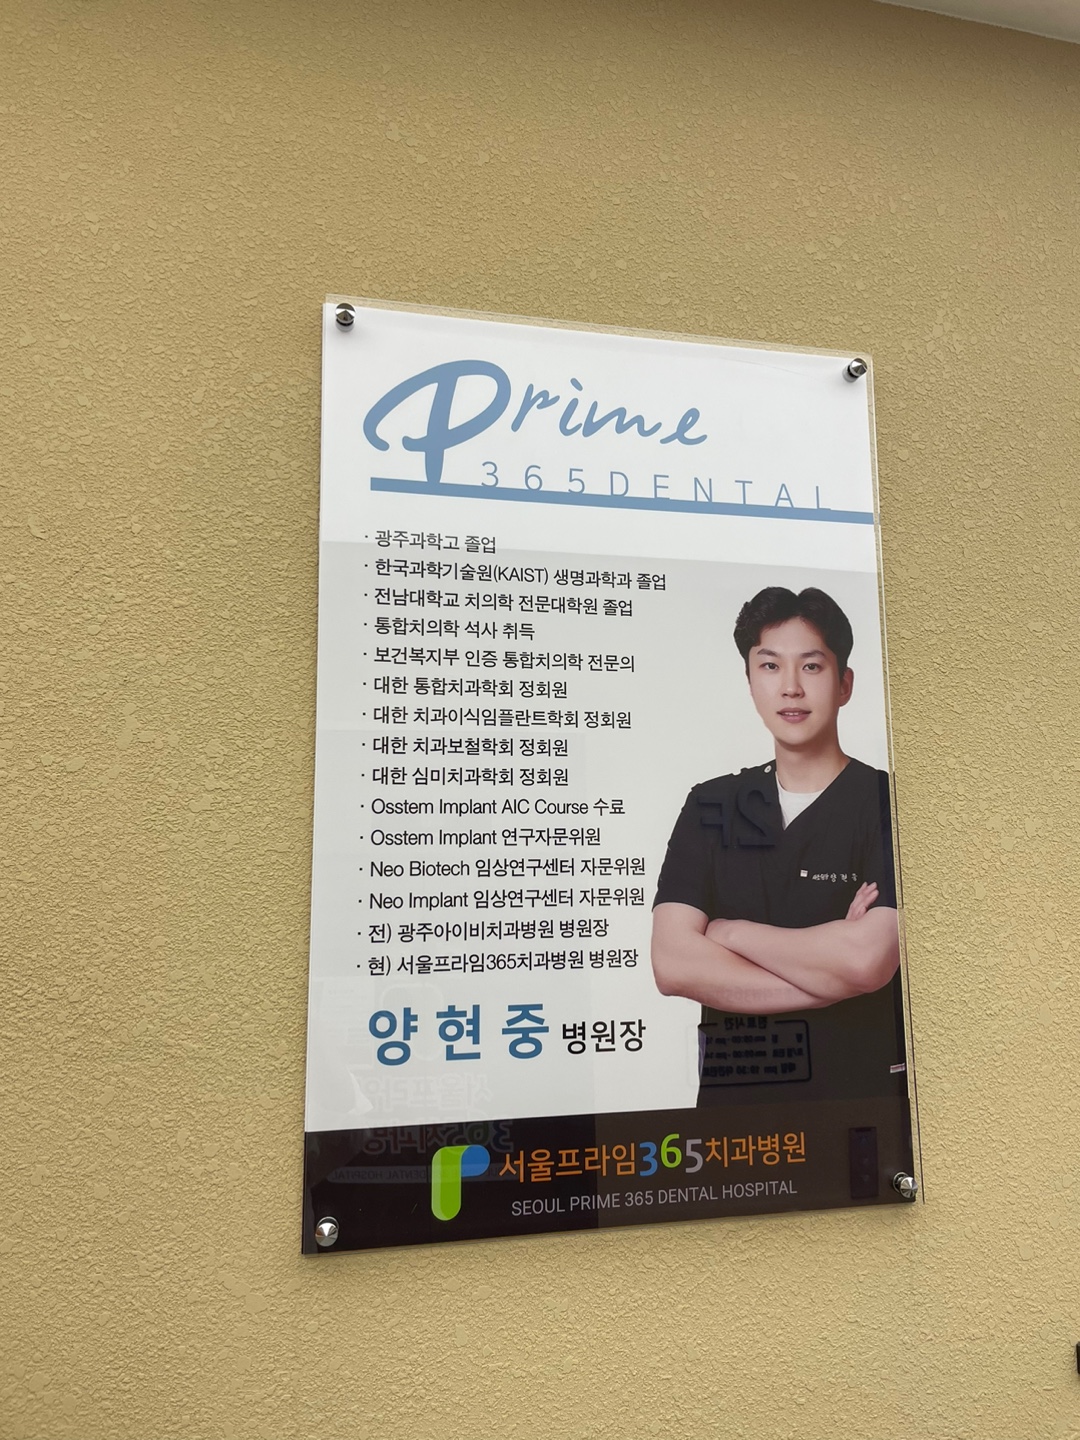 Prime
365DENTAL
· 광주과학고 졸업
· 한국과학기술원(KAIST) 생명과학과 졸업
· 전남대학교 치의학 전문대학원 졸업
· 통합치의학 석사 취득
· 보건복지부 인증 통합치의학 전문의
· 대한 통합치과학회 정회원
· 대한 치과이식임플란트학회 정회원
· 대한 치과보철학회 정회원
· 대한 심미치과학회 정회원
· Osstem Implant AIC Course 수료
· Osstem Implant 연구자문위원
· Neo Biotech 임상연구센터 자문위원
· Neo Implant 임상연구센터 자문위원
· 전) 광주아이비치과병원 병원장
· 현) 서울프라임365치과병원 병원장
양현중 병원장
서울프라임365치과병원
SEOUL PRIME 365 DENTAL HOSPITAL